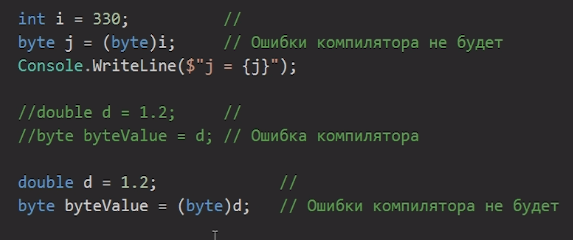 int i = 330; //
byte j = (byte)i; // Ошибки компилятора не будет
Console.WriteLine($"j = {j}");
//double d = 1.2; //
//byte byteValue = d; // Ошибка компилятора
double d = 1.2; //
byte byteValue = (byte)d; // Ошибки компилятора не будет